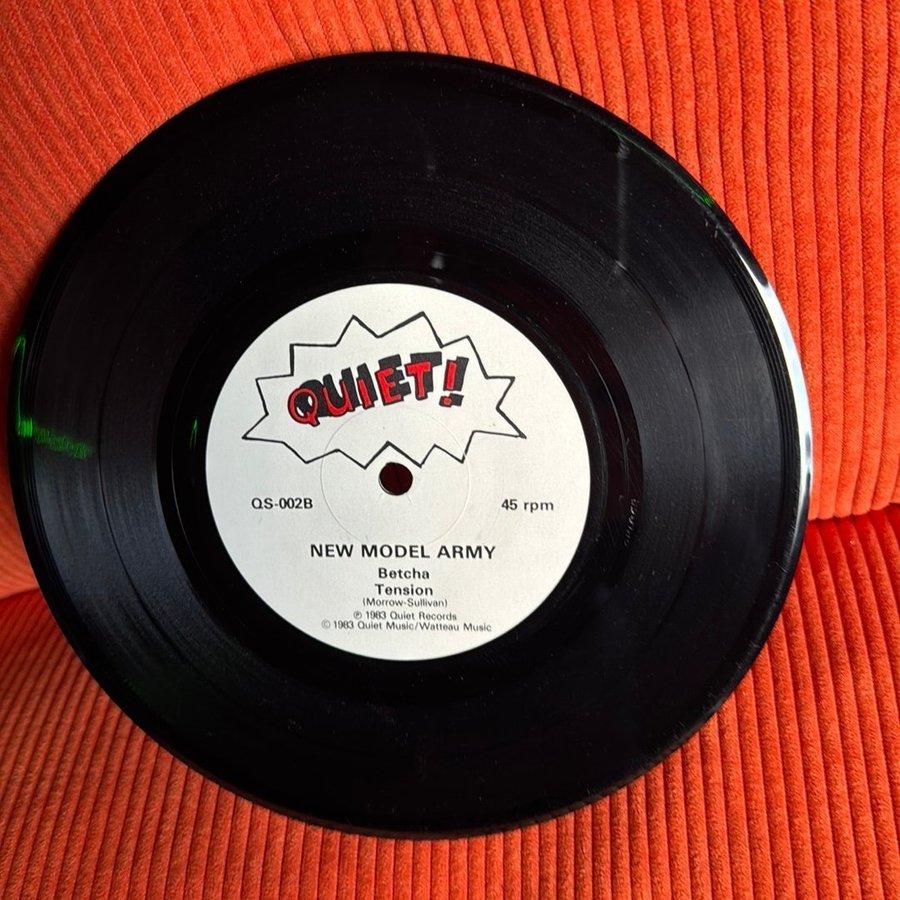 QUIET!
QS-002B 45 rpm
NEW MODEL ARMY
Betcha
Tension
(Morrow-Sullivan)
℗ 1983 Quiet Records
© 1983 Quiet Music/Watteau Music